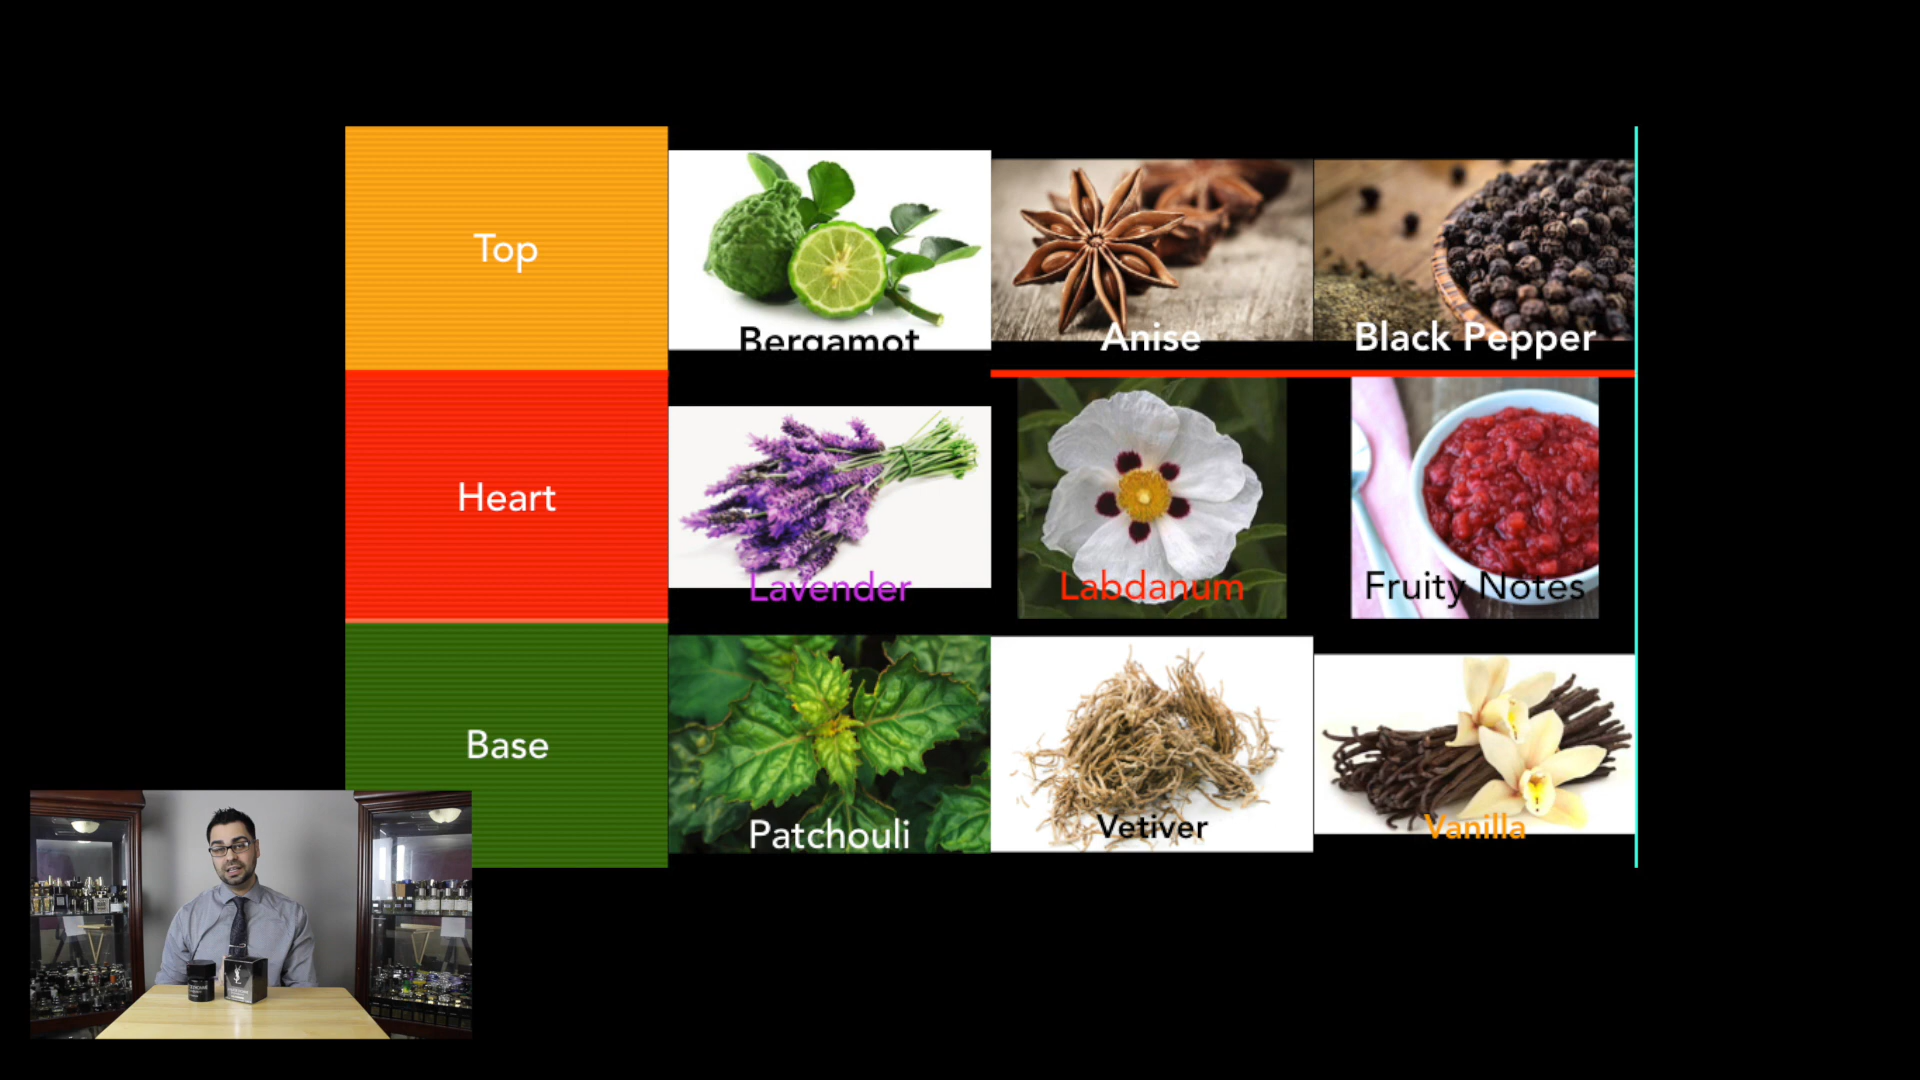 Top
Bergamot
Anise
Black Pepper
Heart
Lavender
Labdanum
Fruity Notes
Base
Patchouli
Vetiver
Vanilla